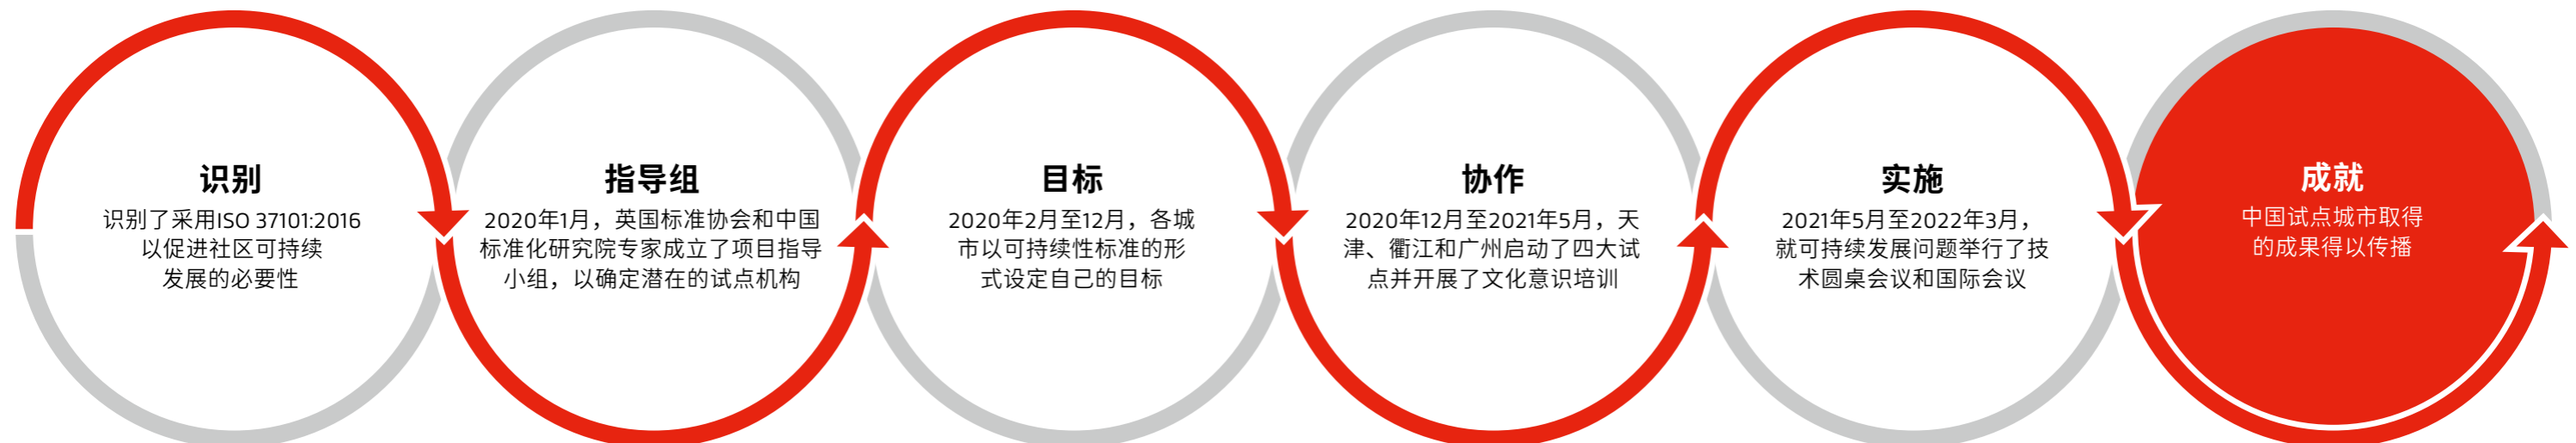 识别
识别了采用ISO 37101:2016
以促进社区可持续
发展的必要性
指导组
2020年1月，英国标准协会和中国
标准化研究院专家成立了项目指导
小组，以确定潜在的试点机构
目标
2020年2月至12月，各城
市以可持续性标准的形
式设定自己的目标
协作
2020年12月至2021年5月，天
津、衢江和广州启动了四大试
点并开展了文化意识培训
实施
2021年5月至2022年3月，
就可持续发展问题举行了技
术圆桌会议和国际会议
成就
中国试点城市取得
的成果得以传播